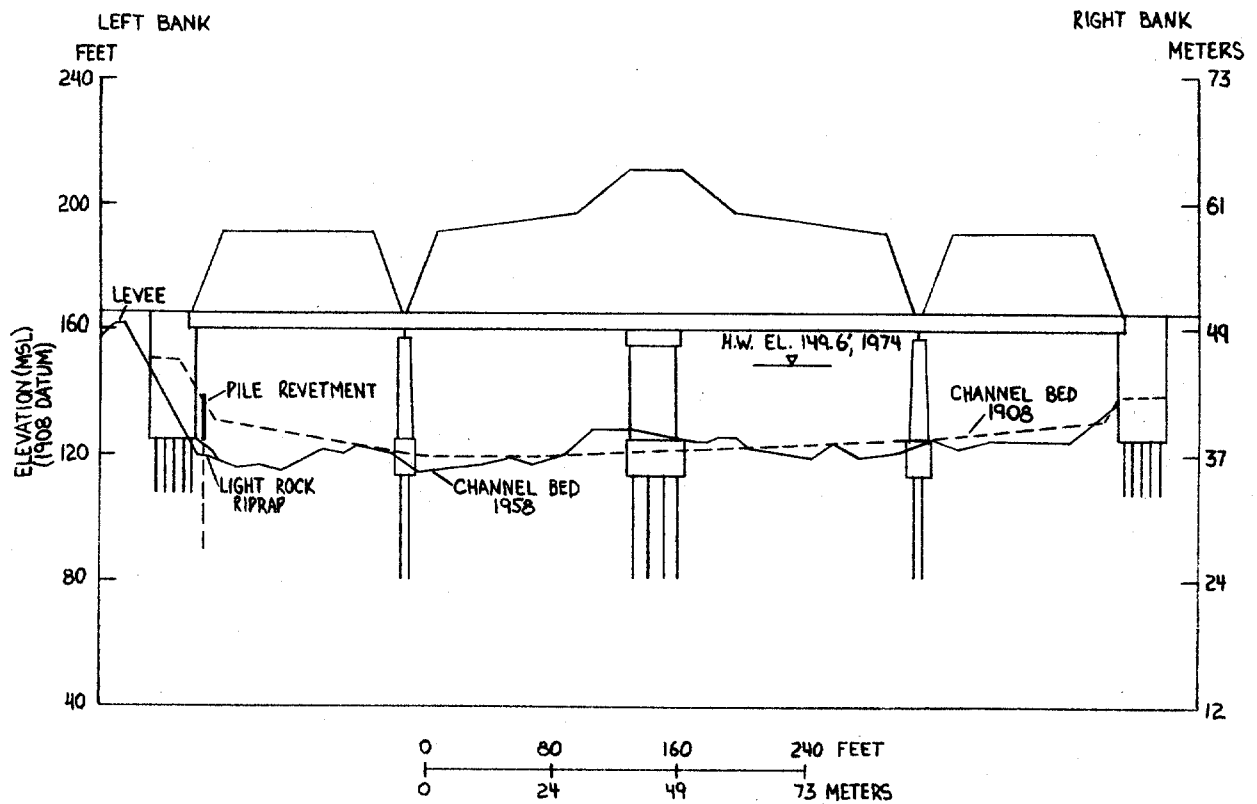 LEFT BANK
RIGHT BANK
FEET
METERS
240
73
200
61
LEVEE
160
49
H.W. EL. 149.6', 1974
PILE REVETMENT
CHANNEL BED
1908
ELEVATION (MSL)
(1908 DATUM)
120
37
LIGHT ROCK
RIPRAP
CHANNEL BED
1958
80
24
40
12
0 80 160 240 FEET
0 24 49 73 METERS